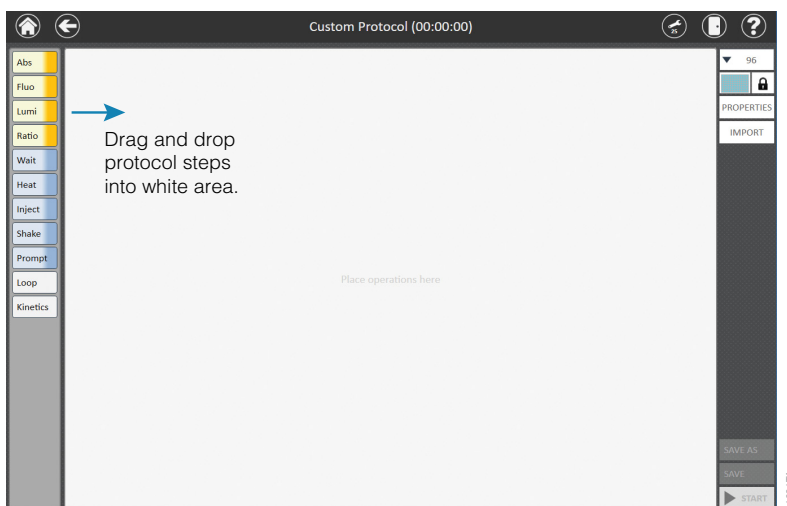 Custom Protocol (00:00:00)
25
?
Abs
Fluo
Lumi
Ratio
Wait
Heat
Inject
Shake
Prompt
Loop
Kinetics
Drag and drop
protocol steps
into white area.
Place operations here
96
PROPERTIES
IMPORT
SAVE AS
SAVE
START